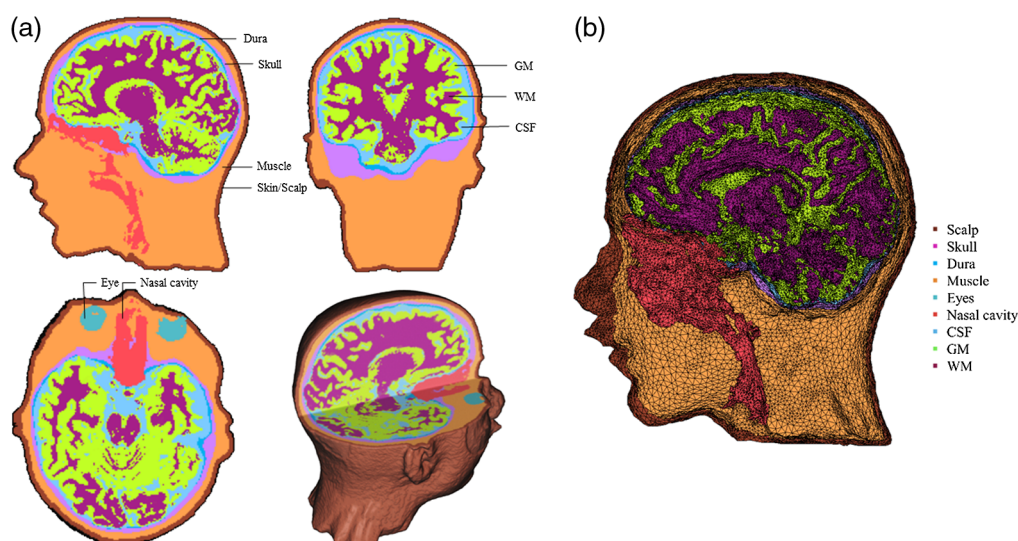 (a)
Dura
Skull
GM
WM
CSF
Muscle
Skin/Scalp
Eye
Nasal cavity
(b)
Scalp
Skull
Dura
Muscle
Eyes
Nasal cavity
CSF
GM
WM